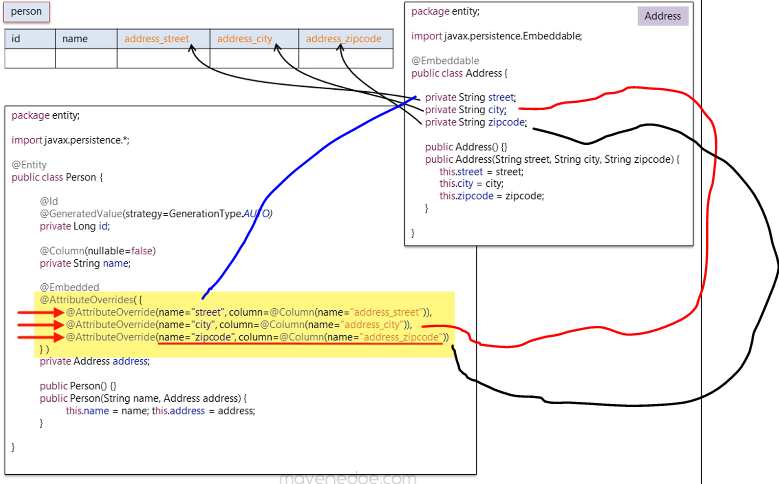 person
id name address_street address_city address_zipcode
package entity;
Address
import javax.persistence.Embeddable;
@Embeddable
public class Address {
private String street;
private String city;
private String zipcode;
public Address() {}
public Address(String street, String city, String zipcode) {
this.street = street;
this.city = city;
this.zipcode = zipcode;
}
}
package entity;
import javax.persistence.*;
@Entity
public class Person {
@Id
@GeneratedValue(strategy=GenerationType.AUTO)
private Long id;
@Column(nullable=false)
private String name;
@Embedded
@AttributeOverrides( {
@AttributeOverride(name="street", column=@Column(name="address_street")),
@AttributeOverride(name="city", column=@Column(name="address_city")),
@AttributeOverride(name="zipcode", column=@Column(name="address_zipcode"))
} )
private Address address;
public Person() {}
public Person(String name, Address address) {
this.name = name; this.address = address;
}
}
mavenedoe.com